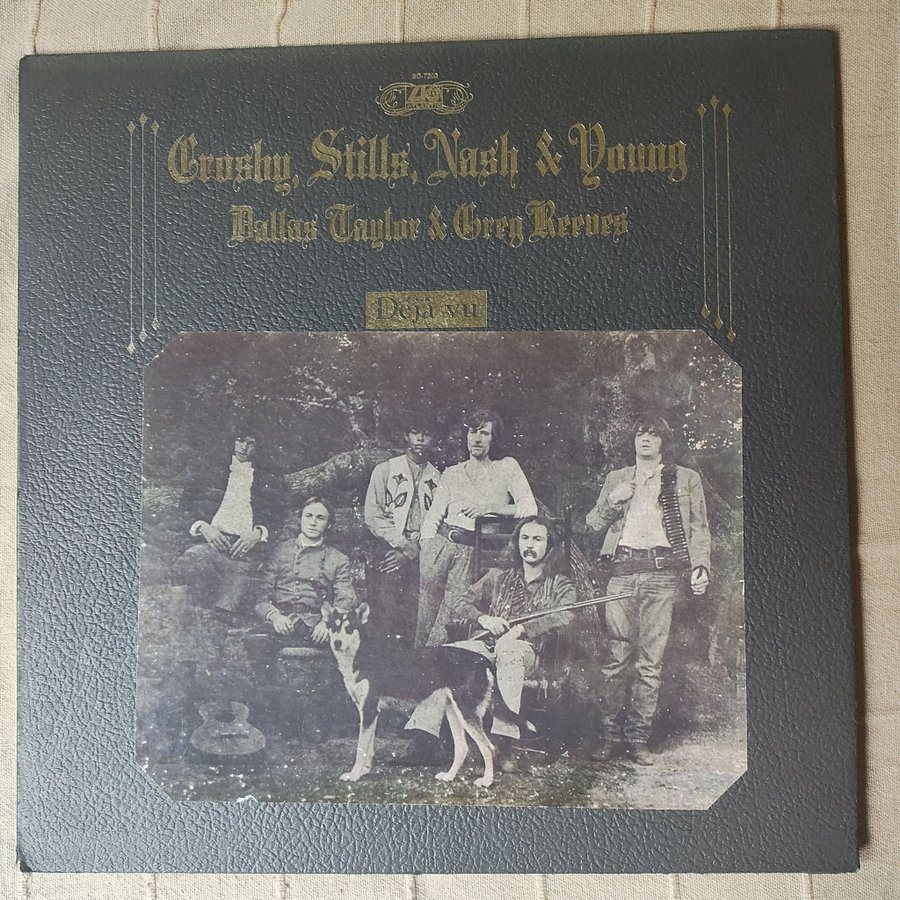 SD-7200
ATLANTIC
Crosby, Stills, Nash & Young
Dallas Taylor & Greg Reeves
Déjà vu